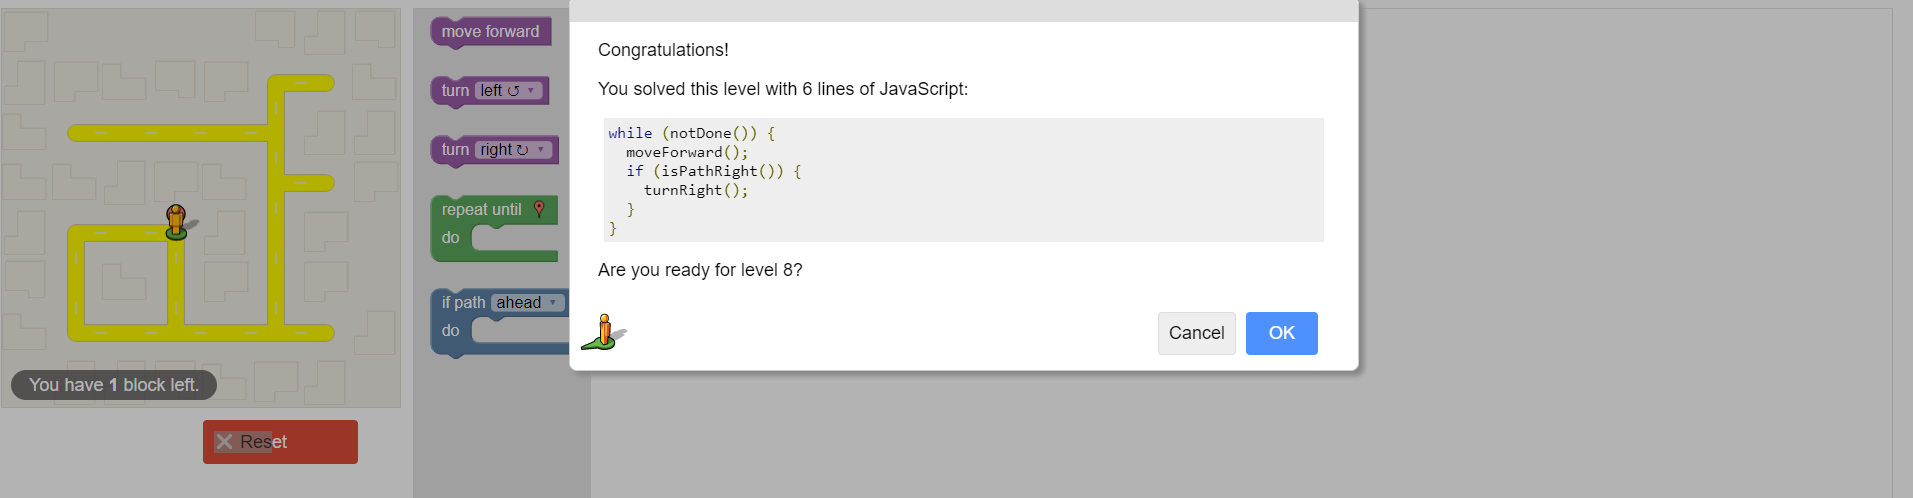 move forward
turn left ↺ ▾
turn right ↻ ▾
repeat until
do
if path ahead ▾
do
You have 1 block left.
Reset
Congratulations!
You solved this level with 6 lines of JavaScript:
while (notDone()) {
  moveForward();
  if (isPathRight()) {
    turnRight();
  }
}
Are you ready for level 8?
Cancel
OK